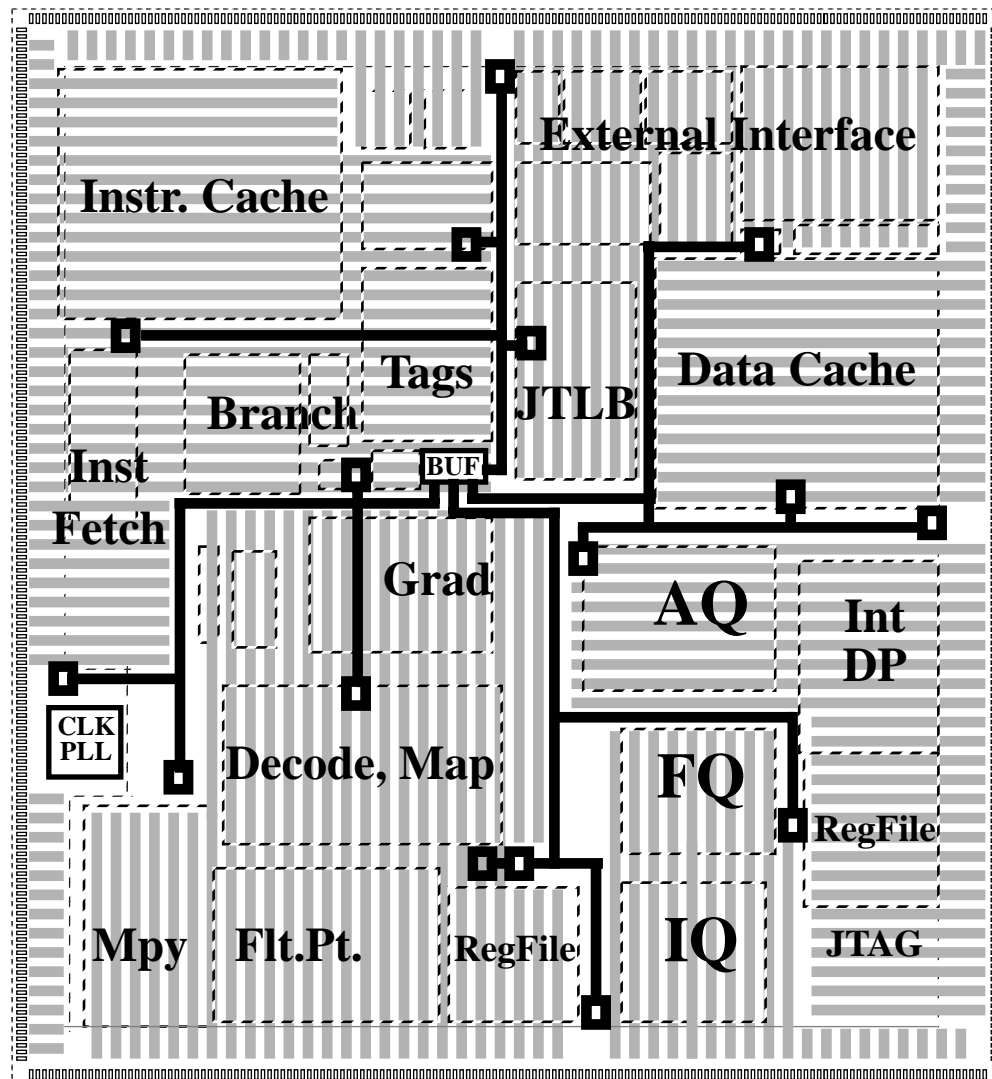 External Interface
Instr. Cache
Tags
Data Cache
JTLB
Branch
BUF
Inst
Fetch
Grad
AQ
Int
DP
CLK
PLL
Decode, Map
FQ
RegFile
Mpy
Flt.Pt.
RegFile
IQ
JTAG